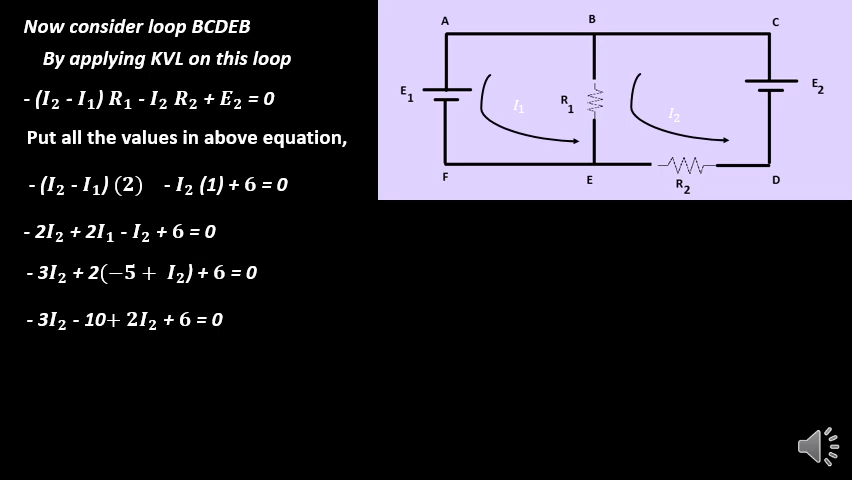 Now consider loop BCDEB
By applying KVL on this loop
- (I₂ - I₁) R₁ - I₂ R₂ + E₂ = 0
Put all the values in above equation,
- (I₂ - I₁) (2) - I₂ (1) + 6 = 0
- 2I₂ + 2I₁ - I₂ + 6 = 0
- 3I₂ + 2(−5 + I₂) + 6 = 0
- 3I₂ - 10+ 2I₂ + 6 = 0
A B C
E₁ I₁ R₁ I₂ E₂
F E R₂ D